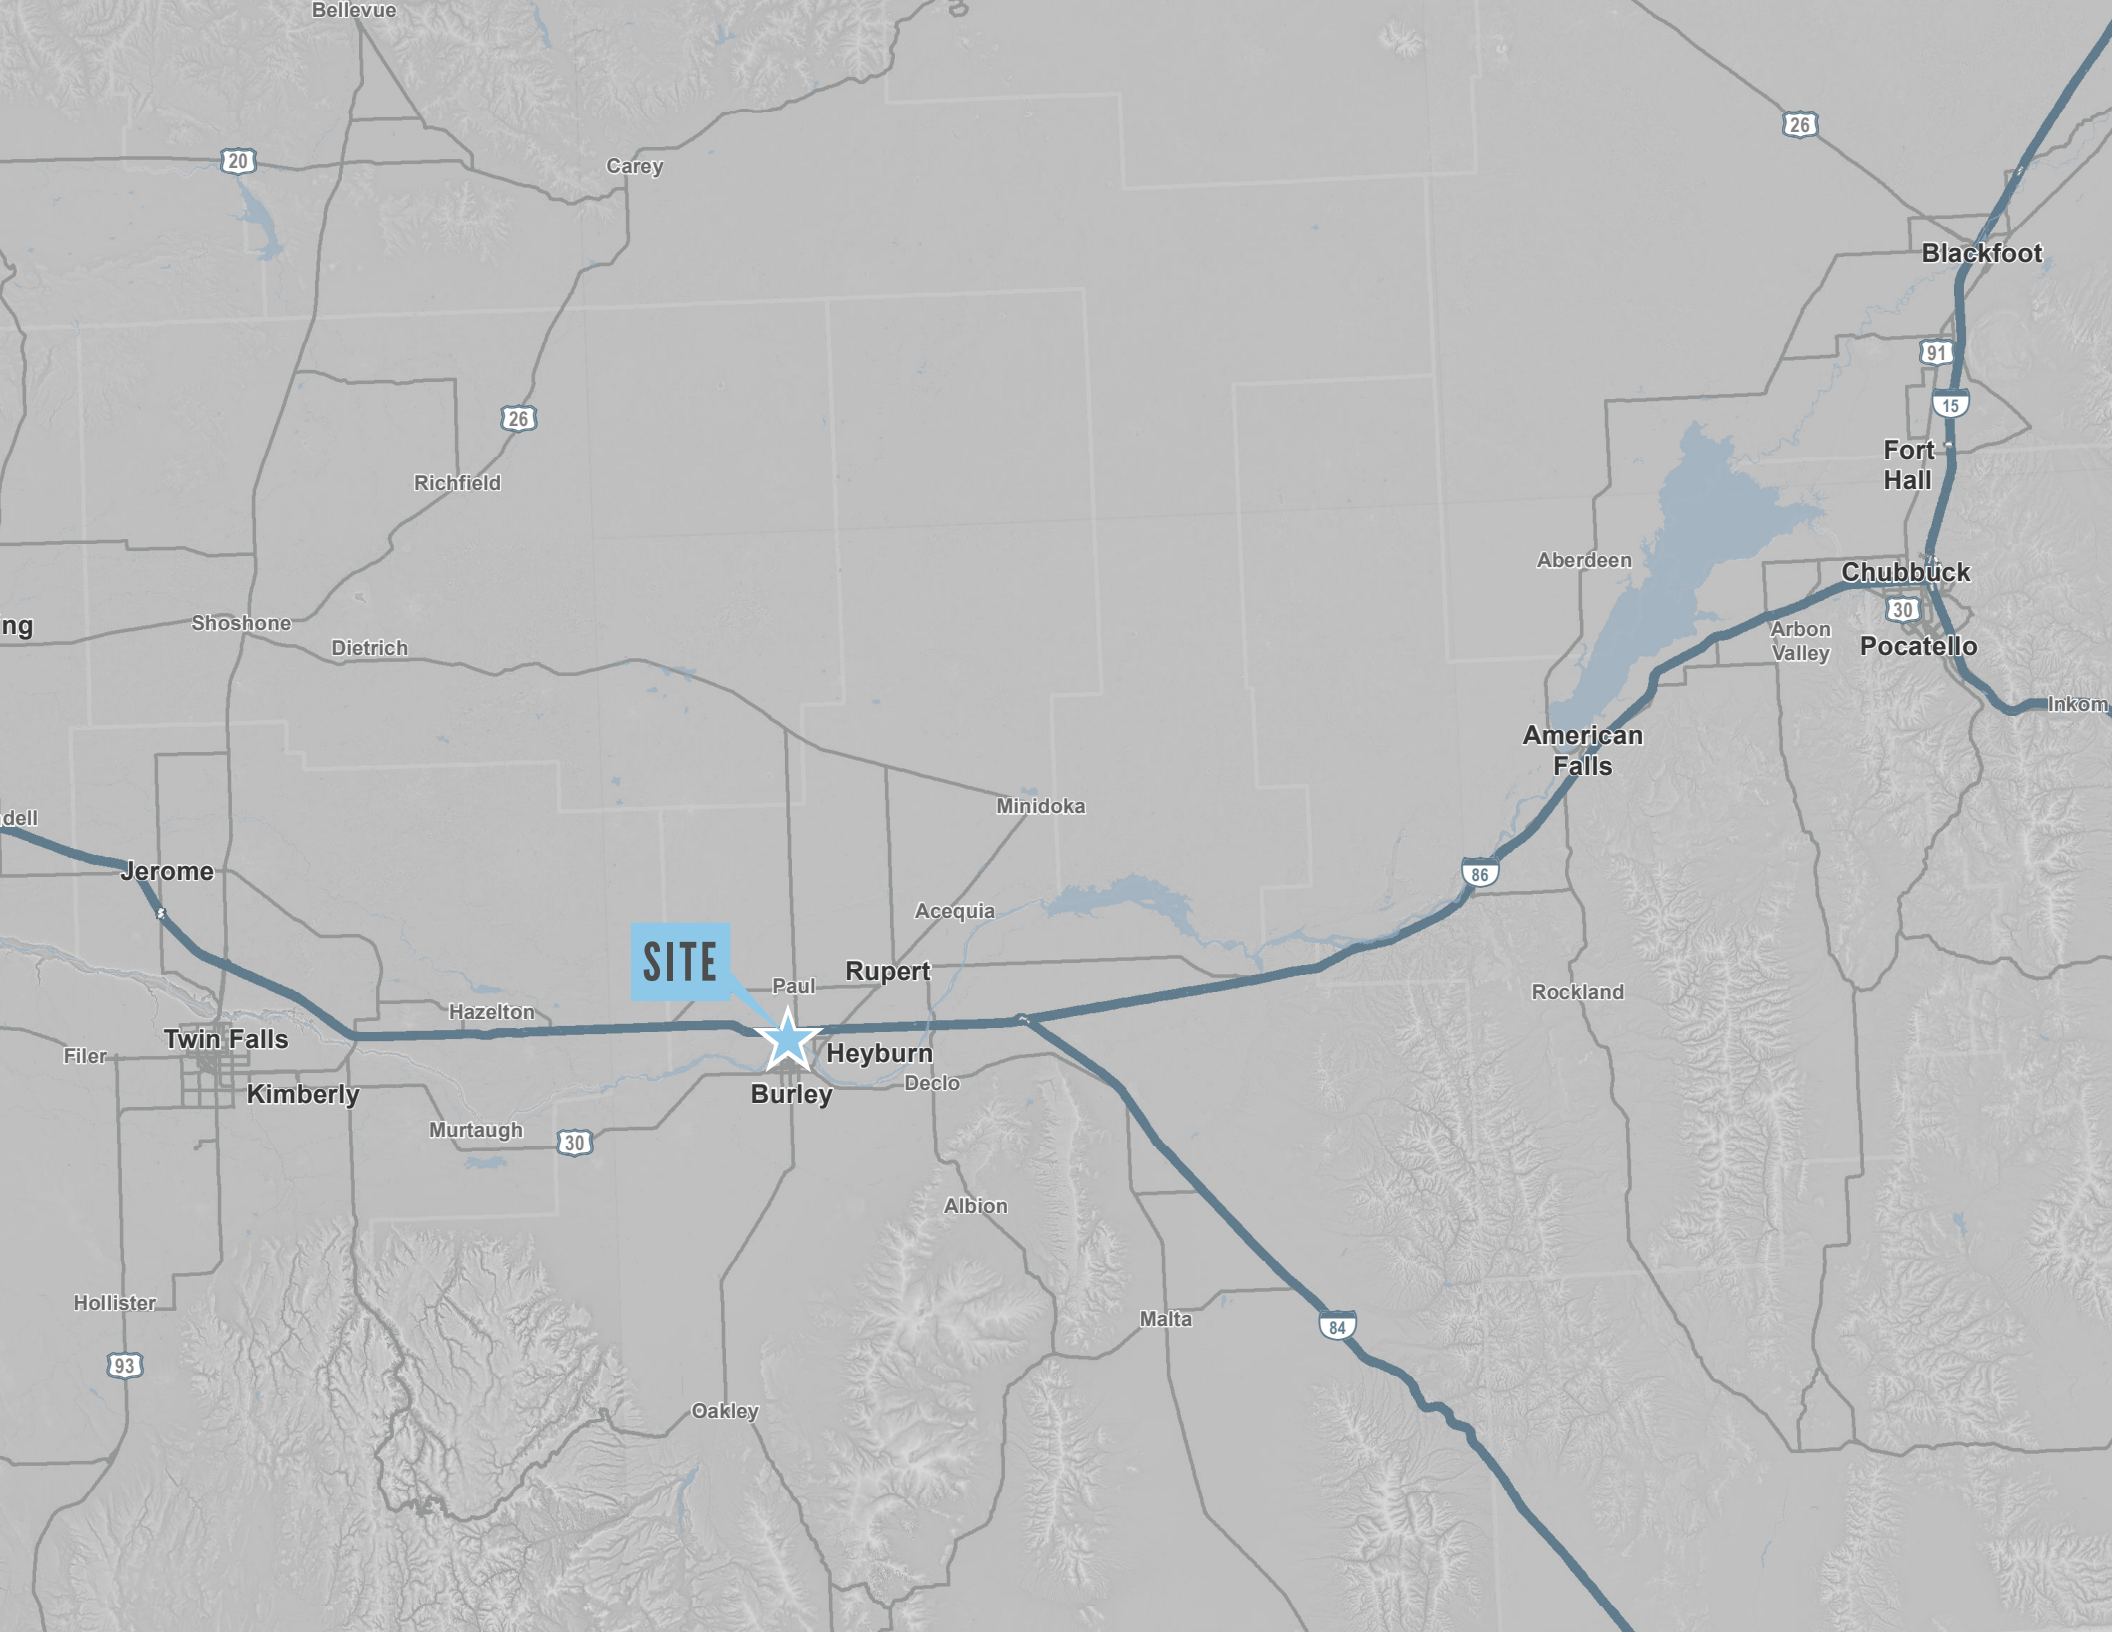 Bellevue
26
20
Carey
Blackfoot
91
15
26
Fort
Hall
Richfield
Aberdeen
Chubbuck
30
Shoshone
ng
Dietrich
Arbon
Valley
Pocatello
Inkom
American
Falls
Minidoka
dell
Jerome
86
Acequia
SITE
Rupert
Paul
Rockland
Hazelton
Twin Falls
Heyburn
Filer
Declo
Kimberly
Burley
Murtaugh
30
Albion
Hollister
Malta
84
93
Oakley